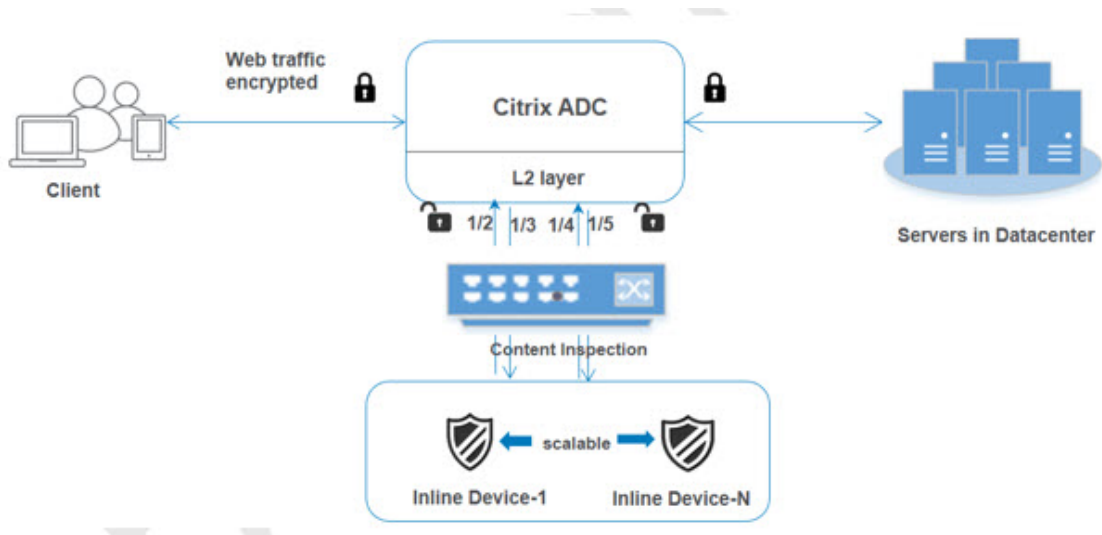 Web traffic
encrypted
Citrix ADC
L2 layer
Client
1/2 1/3 1/4 1/5
Servers in Datacenter
Content Inspection
scalable
Inline Device-1
Inline Device-N